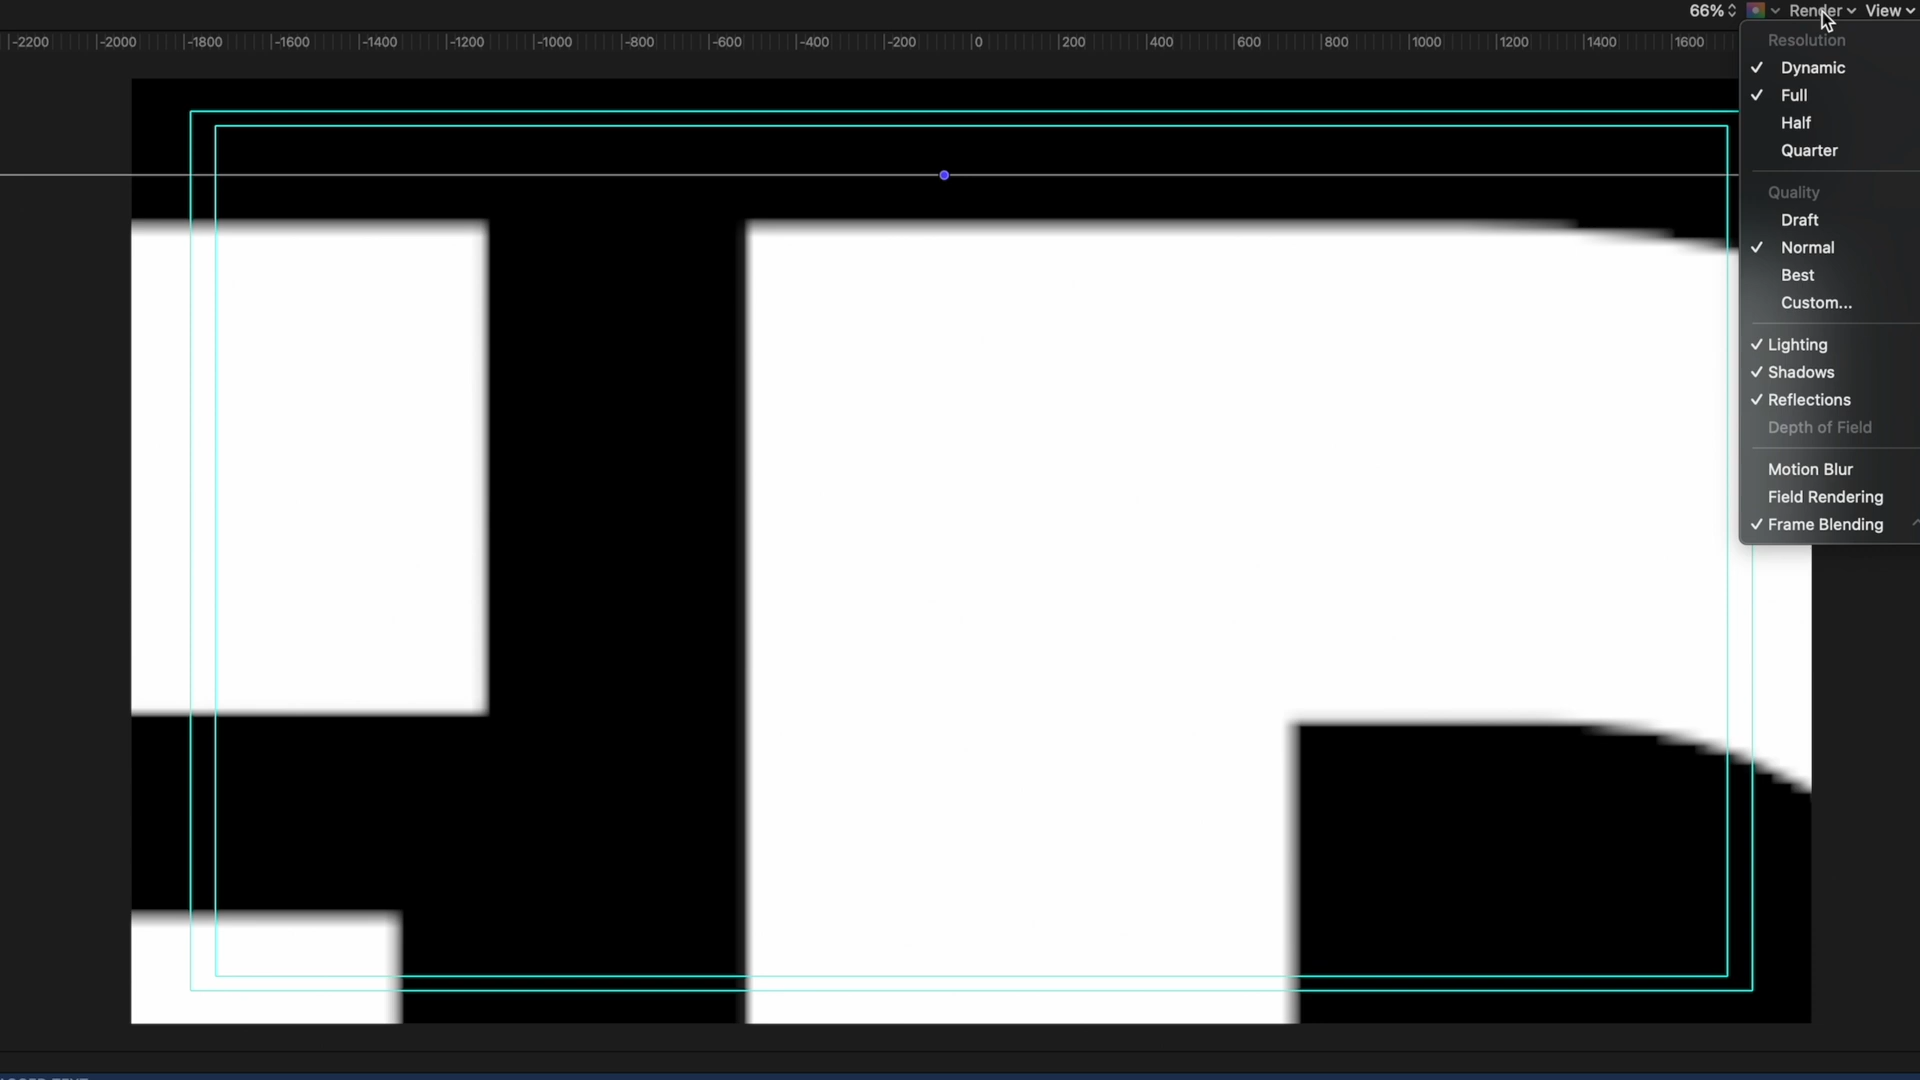 66% Render View
-2200 -2000 -1800 -1600 -1400 -1200 -1000 -800 -600 -400 -200 0 200 400 600 800 1000 1200 1400 1600
Resolution
Dynamic
Full
Half
Quarter
Quality
Draft
Normal
Best
Custom...
Lighting
Shadows
Reflections
Depth of Field
Motion Blur
Field Rendering
Frame Blending